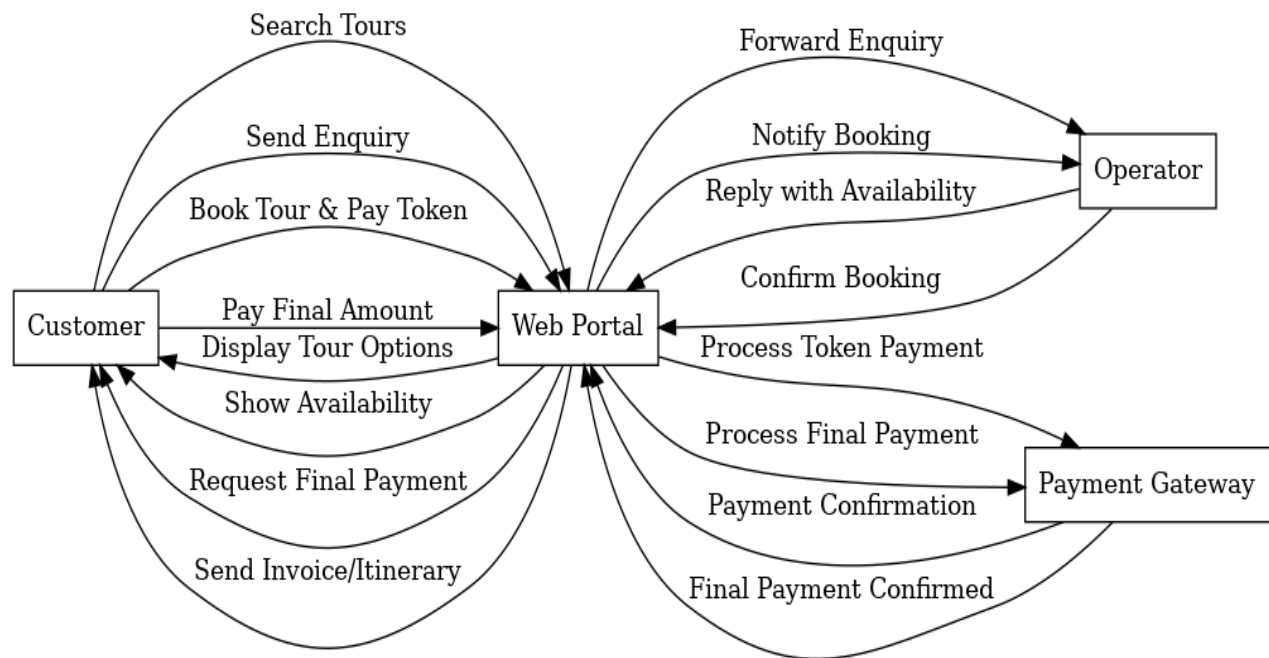 Search Tours
Forward Enquiry
Send Enquiry
Notify Booking
Operator
Reply with Availability
Book Tour & Pay Token
Confirm Booking
Customer
Pay Final Amount
Web Portal
Display Tour Options
Process Token Payment
Show Availability
Process Final Payment
Request Final Payment
Payment Gateway
Payment Confirmation
Send Invoice/Itinerary
Final Payment Confirmed